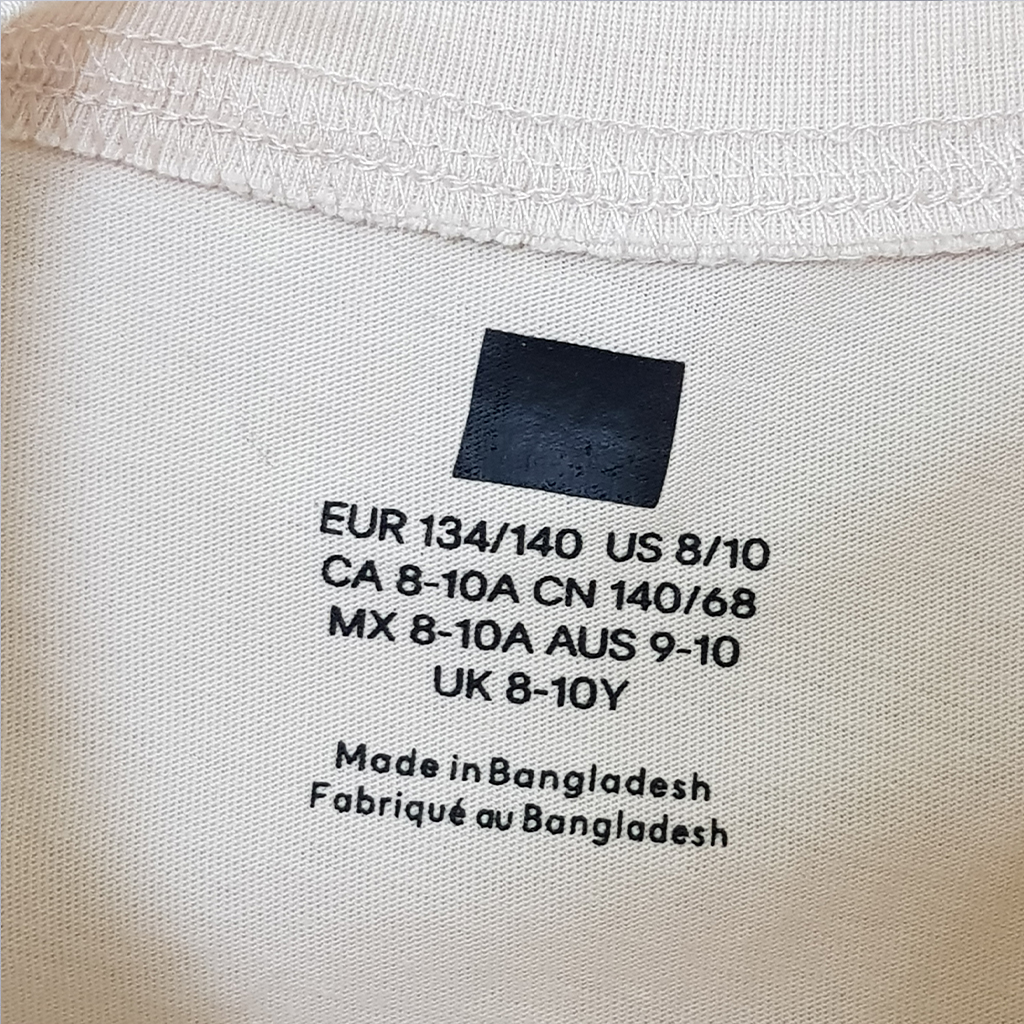 EUR 134/140 US 8/10
CA 8-10A CN 140/68
MX 8-10A AUS 9-10
UK 8-10Y
Made in Bangladesh
Fabriqué au Bangladesh